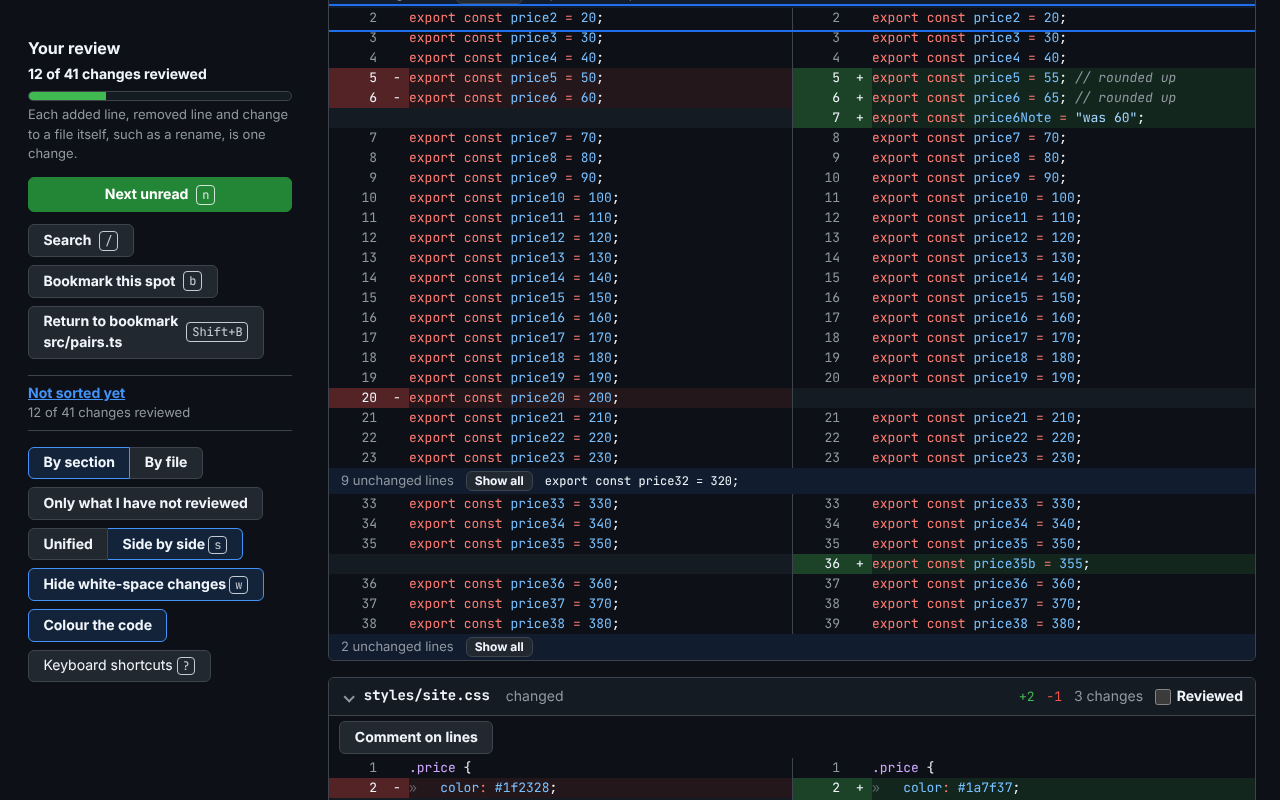 Your review
12 of 41 changes reviewed
Each added line, removed line and change
to a file itself, such as a rename, is one
change.
Next unread n
Search /
Bookmark this spot b
Return to bookmark
src/pairs.ts Shift+B
Not sorted yet
12 of 41 changes reviewed
By section By file
Only what I have not reviewed
Unified Side by side s
Hide white-space changes w
Colour the code
Keyboard shortcuts ?
2 export const price2 = 20; 2 export const price2 = 20;
3 export const price3 = 30; 3 export const price3 = 30;
4 export const price4 = 40; 4 export const price4 = 40;
5 - export const price5 = 50; 5 + export const price5 = 55; // rounded up
6 - export const price6 = 60; 6 + export const price6 = 65; // rounded up
7 + export const price6Note = "was 60";
7 export const price7 = 70; 8 export const price7 = 70;
8 export const price8 = 80; 9 export const price8 = 80;
9 export const price9 = 90; 10 export const price9 = 90;
10 export const price10 = 100; 11 export const price10 = 100;
11 export const price11 = 110; 12 export const price11 = 110;
12 export const price12 = 120; 13 export const price12 = 120;
13 export const price13 = 130; 14 export const price13 = 130;
14 export const price14 = 140; 15 export const price14 = 140;
15 export const price15 = 150; 16 export const price15 = 150;
16 export const price16 = 160; 17 export const price16 = 160;
17 export const price17 = 170; 18 export const price17 = 170;
18 export const price18 = 180; 19 export const price18 = 180;
19 export const price19 = 190; 20 export const price19 = 190;
20 - export const price20 = 200;
21 export const price21 = 210; 21 export const price21 = 210;
22 export const price22 = 220; 22 export const price22 = 220;
23 export const price23 = 230; 23 export const price23 = 230;
9 unchanged lines Show all export const price32 = 320;
33 export const price33 = 330; 33 export const price33 = 330;
34 export const price34 = 340; 34 export const price34 = 340;
35 export const price35 = 350; 35 export const price35 = 350;
36 + export const price35b = 355;
36 export const price36 = 360; 37 export const price36 = 360;
37 export const price37 = 370; 38 export const price37 = 370;
38 export const price38 = 380; 39 export const price38 = 380;
2 unchanged lines Show all
styles/site.css changed +2 -1 3 changes Reviewed
Comment on lines
1 .price { 1 .price {
2 - » color: #1f2328; 2 + » color: #1a7f37;